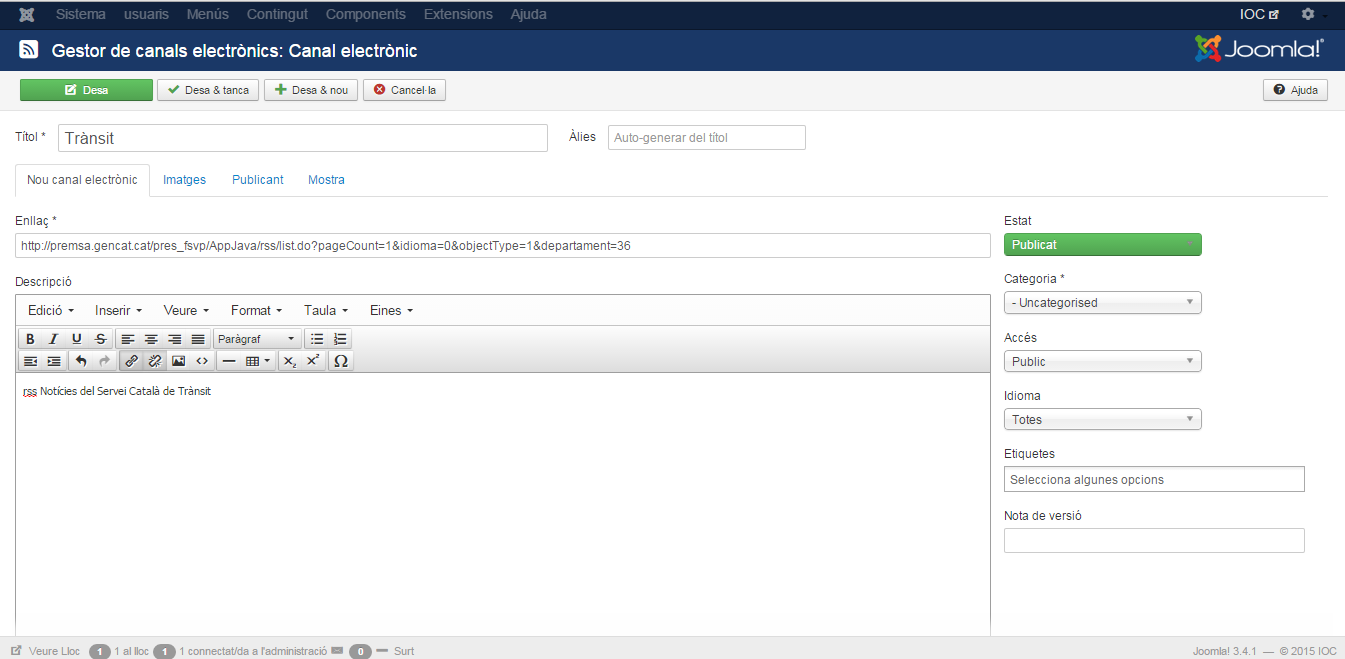 Sistema usuaris Menús Contingut Components Extensions Ajuda IOC
Gestor de canals electrònics: Canal electrònic Joomla!®
Desa Desa & tanca Desa & nou Cancel·la Ajuda
Títol * Trànsit Àlies Auto-generar del títol
Nou canal electrònic Imatges Publicant Mostra
Enllaç * Estat
http://premsa.gencat.cat/pres_fsvp/AppJava/rss/list.do?pageCount=1&idioma=0&objectType=1&departament=36 Publicat
Descripció Categoria *
Edició Inserir Veure Format Taula Eines - Uncategorised
B I U S Paràgraf Accés
X₂ X² Ω Public
rss Notícies del Servei Català de Trànsit Idioma
Totes
Etiquetes
Selecciona algunes opcions
Nota de versió
Veure Lloc 1 1 al lloc 1 1 connectat/da a l'administració 0 Surt Joomla! 3.4.1 — © 2015 IOC